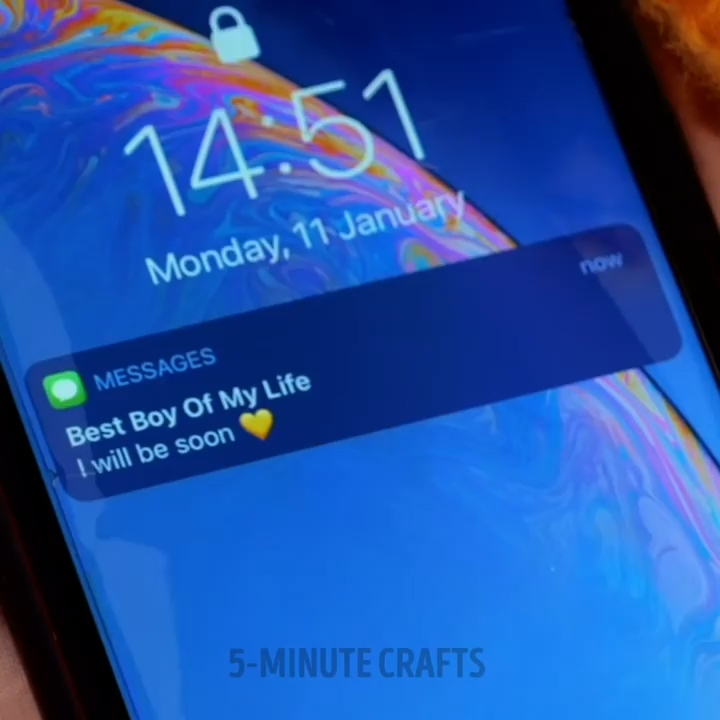 14:51
Monday, 11 January
now
MESSAGES
Best Boy Of My Life
I will be soon 💛
5-MINUTE CRAFTS